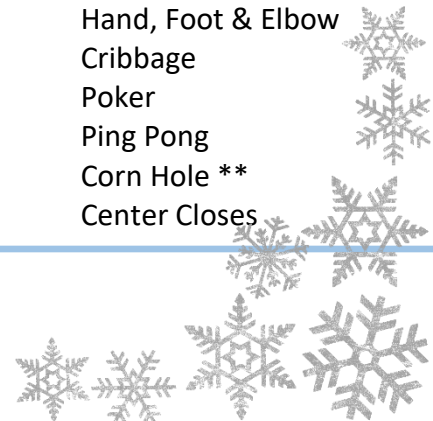 Hand, Foot & Elbow
Cribbage
Poker
Ping Pong
Corn Hole **
Center Closes